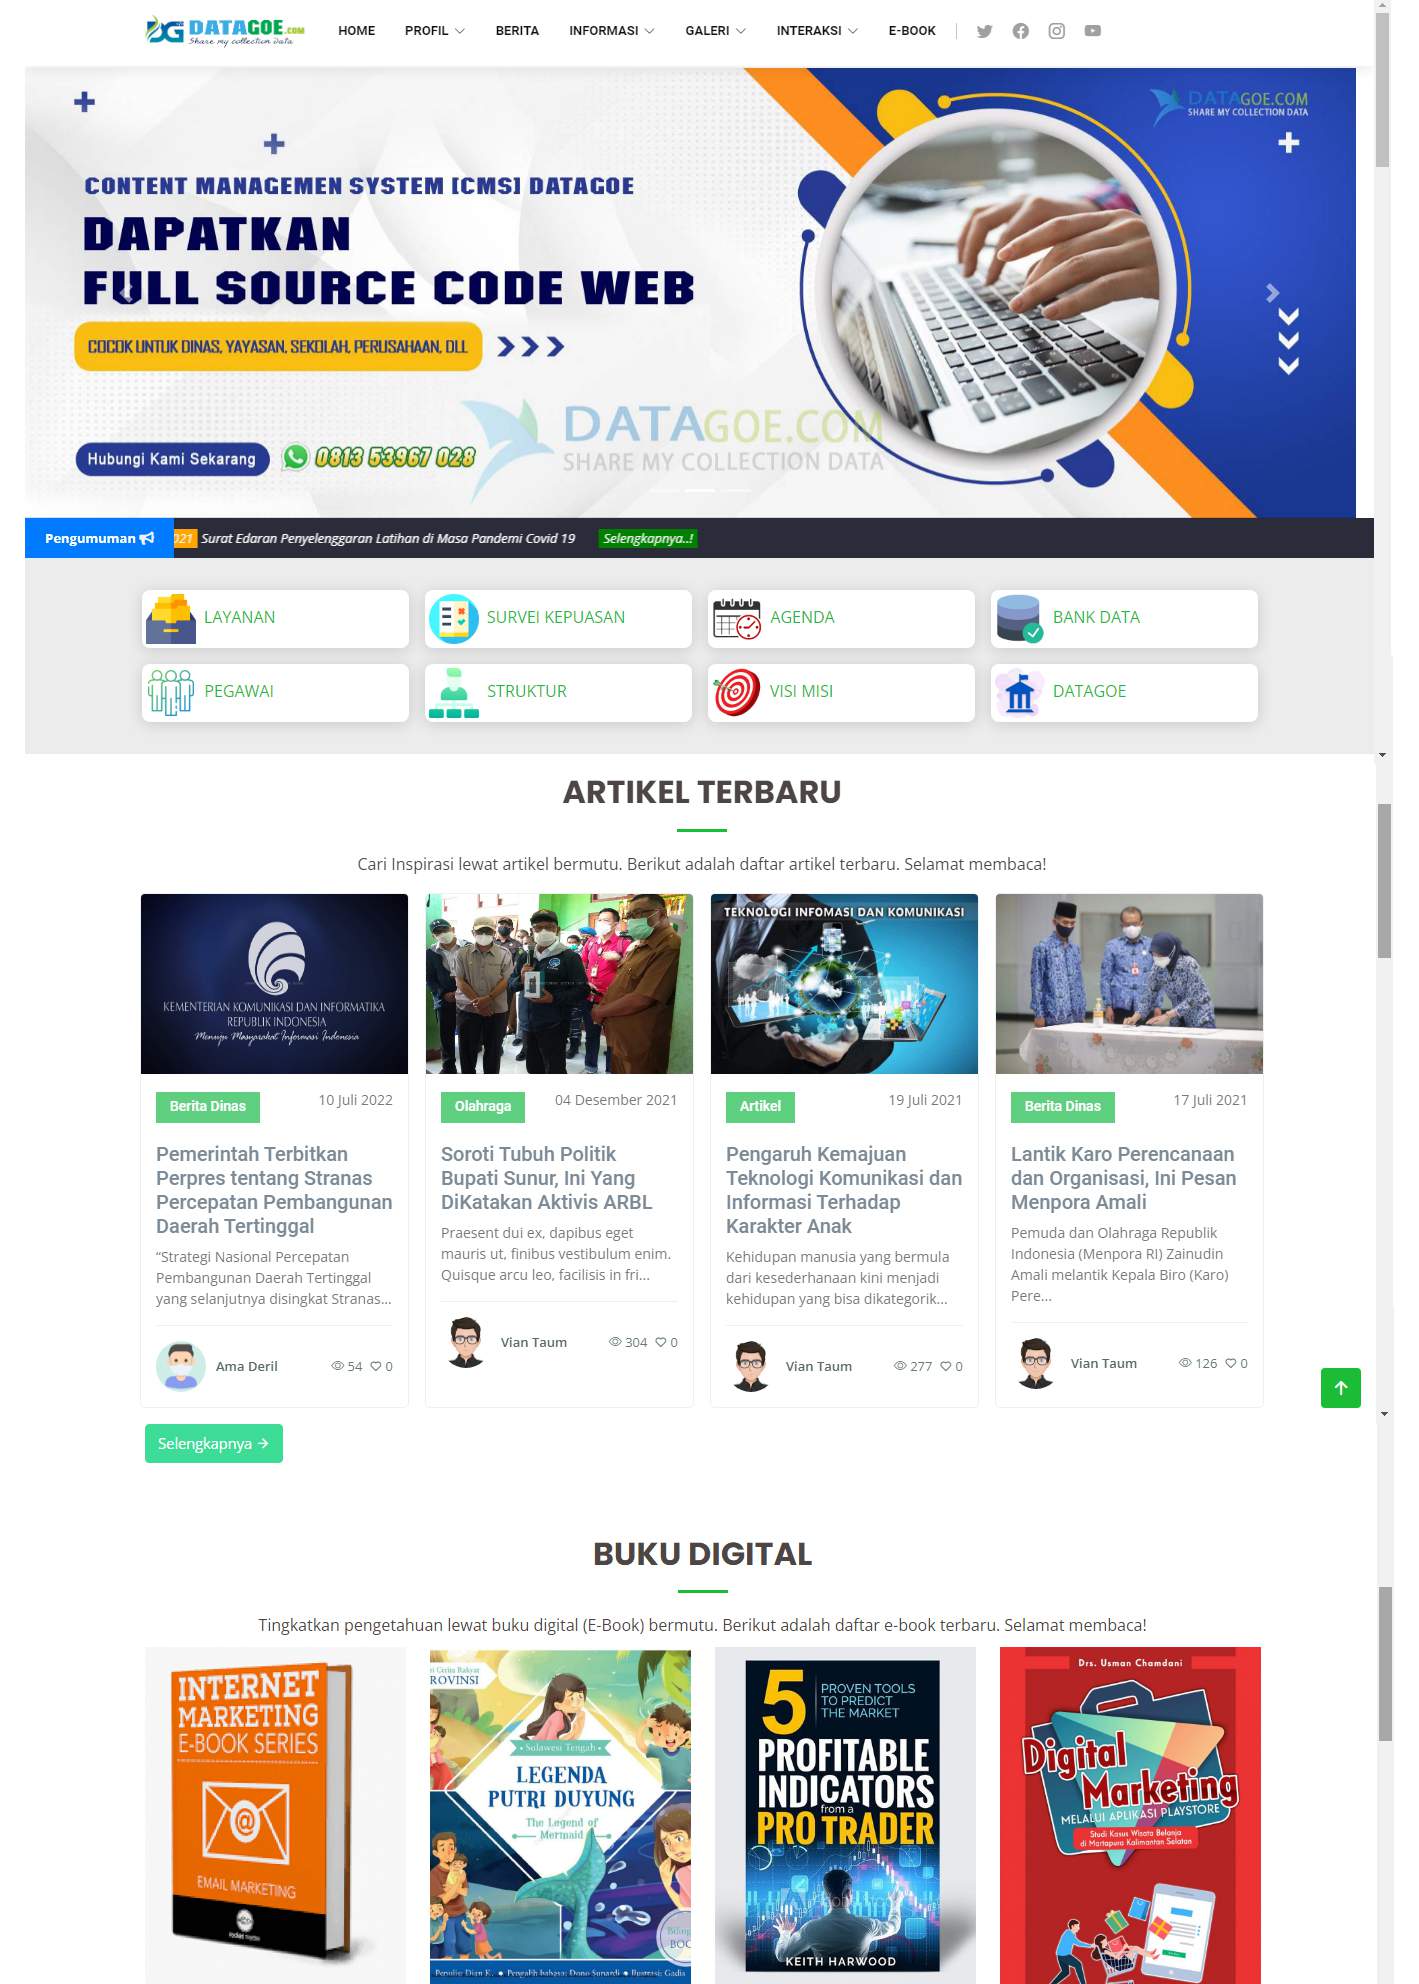 DATAGOE.COM
Share my collection data
HOME PROFIL BERITA INFORMASI GALERI INTERAKSI E-BOOK
DATAGOE.COM
SHARE MY COLLECTION DATA
CONTENT MANAGEMEN SYSTEM [CMS] DATAGOE
DAPATKAN
FULL SOURCE CODE WEB
COCOK UNTUK DINAS, YAYASAN, SEKOLAH, PERUSAHAAN, DLL
DATAGOE.COM
SHARE MY COLLECTION DATA
Hubungi Kami Sekarang 0813 53967 028
Pengumuman 021 Surat Edaran Penyelenggaran Latihan di Masa Pandemi Covid 19 Selengkapnya..!
LAYANAN SURVEI KEPUASAN AGENDA BANK DATA
PEGAWAI STRUKTUR VISI MISI DATAGOE
ARTIKEL TERBARU
Cari Inspirasi lewat artikel bermutu. Berikut adalah daftar artikel terbaru. Selamat membaca!
KEMENTERIAN KOMUNIKASI DAN INFORMATIKA
REPUBLIK INDONESIA
Menuju Masyarakat Informasi Indonesia
Berita Dinas 10 Juli 2022
Pemerintah Terbitkan
Perpres tentang Stranas
Percepatan Pembangunan
Daerah Tertinggal
“Strategi Nasional Percepatan
Pembangunan Daerah Tertinggal
yang selanjutnya disingkat Stranas...
Ama Deril 54 0
Olahraga 04 Desember 2021
Soroti Tubuh Politik
Bupati Sunur, Ini Yang
DiKatakan Aktivis ARBL
Praesent dui ex, dapibus eget
mauris ut, finibus vestibulum enim.
Quisque arcu leo, facilisis in fri...
Vian Taum 304 0
TEKNOLOGI INFOMASI DAN KOMUNIKASI
Artikel 19 Juli 2021
Pengaruh Kemajuan
Teknologi Komunikasi dan
Informasi Terhadap
Karakter Anak
Kehidupan manusia yang bermula
dari kesederhanaan kini menjadi
kehidupan yang bisa dikategorik...
Vian Taum 277 0
Berita Dinas 17 Juli 2021
Lantik Karo Perencanaan
dan Organisasi, Ini Pesan
Menpora Amali
Pemuda dan Olahraga Republik
Indonesia (Menpora RI) Zainudin
Amali melantik Kepala Biro (Karo)
Pere...
Vian Taum 126 0
Selengkapnya
BUKU DIGITAL
Tingkatkan pengetahuan lewat buku digital (E-Book) bermutu. Berikut adalah daftar e-book terbaru. Selamat membaca!
INTERNET
MARKETING
E-BOOK SERIES
@
EMAIL MARKETING
ri Cerita Rakyat
ROVINSI
Sulawesi Tengah
LEGENDA
PUTRI DUYUNG
The Legend of
Mermaid
Biling
BOO
Penulis: Dian K. • Pengalih bahasa: Dono Sunardi • Ilustrasi: Gadis
5 PROVEN TOOLS
TO PREDICT
THE MARKET
PROFITABLE
INDICATORS
from a
PRO TRADER
KEITH HARWOOD
Drs. Usman Chamdani
Digital
Marketing
MELALUI APLIKASI PLAYSTORE
Studi Kasus Wisata Belanja
di Martapura Kalimantan Selatan